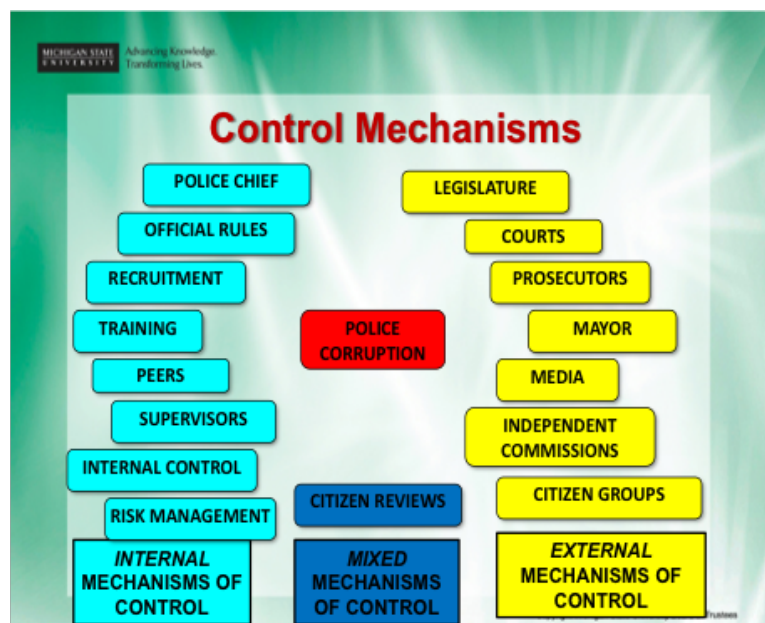 MICHIGAN STATE
UNIVERSITY
Advancing Knowledge.
Transforming Lives.
Control Mechanisms
POLICE CHIEF
OFFICIAL RULES
RECRUITMENT
TRAINING
PEERS
SUPERVISORS
INTERNAL CONTROL
RISK MANAGEMENT
INTERNAL
MECHANISMS OF
CONTROL
POLICE
CORRUPTION
CITIZEN REVIEWS
MIXED
MECHANISMS
OF CONTROL
LEGISLATURE
COURTS
PROSECUTORS
MAYOR
MEDIA
INDEPENDENT
COMMISSIONS
CITIZEN GROUPS
EXTERNAL
MECHANISMS OF
CONTROL
Trustees